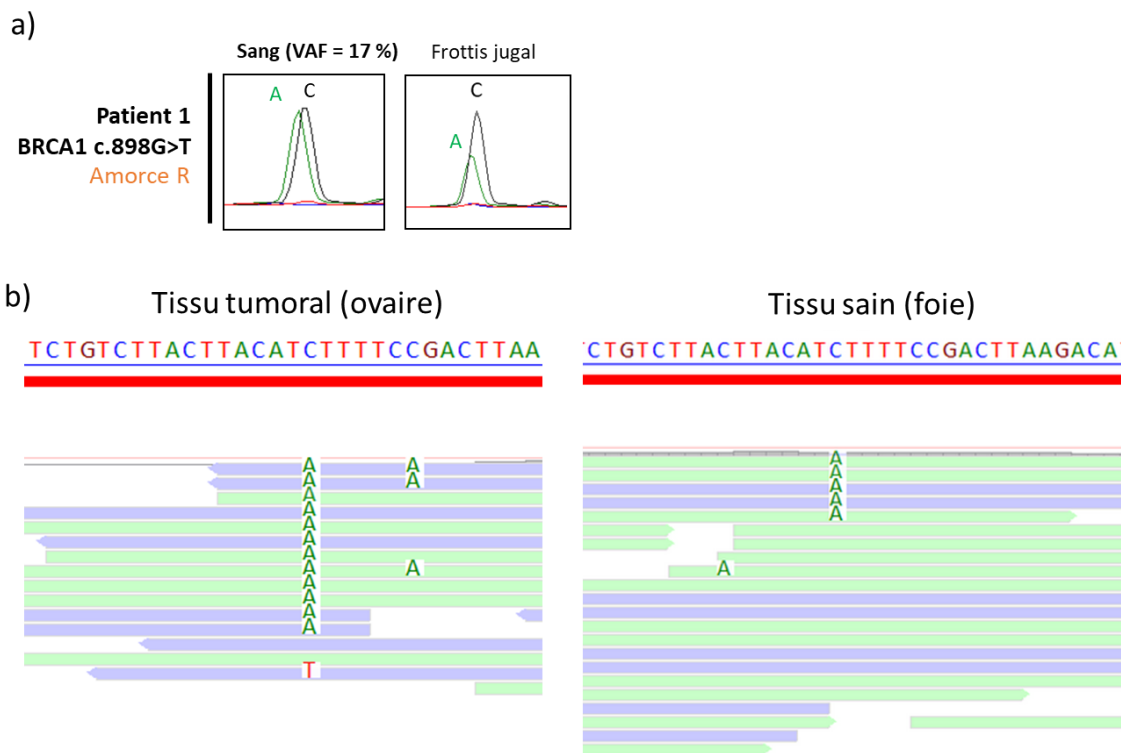 a)
Sang (VAF = 17 %)
Frottis jugal
A
C
C
A
Patient 1
BRCA1 c.898G>T
Amorce R
b)
Tissu tumoral (ovaire)
Tissu sain (foie)
TCTGTCTTACTTACATCTTTTCCGACTTAA
CTGTCTTACTTACATCTTTTCCGACTTAAGACA
A A
A A
A
A
A
A
A
A A
A
A
A
A
T
A
A
A
A
A
A